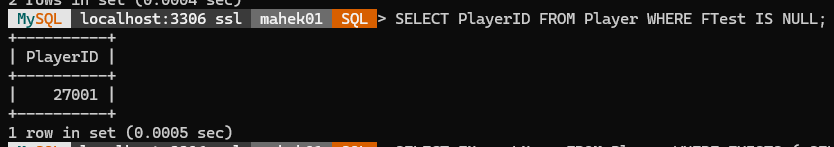 2 rows in set (0.0004 sec)
MySQL localhost:3306 ssl mahek01 SQL > SELECT PlayerID FROM Player WHERE FTest IS NULL;
+----------+
| PlayerID |
+----------+
| 27001 |
+----------+
1 row in set (0.0005 sec)